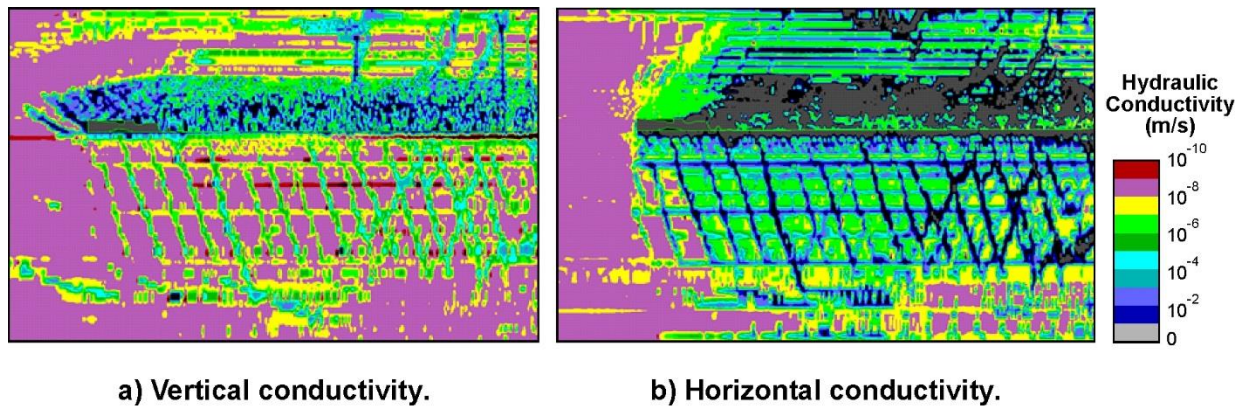 Hydraulic
Conductivity
(m/s)
10 -10
10 -8
10 -6
10 -4
10 -2
0
a) Vertical conductivity.
b) Horizontal conductivity.